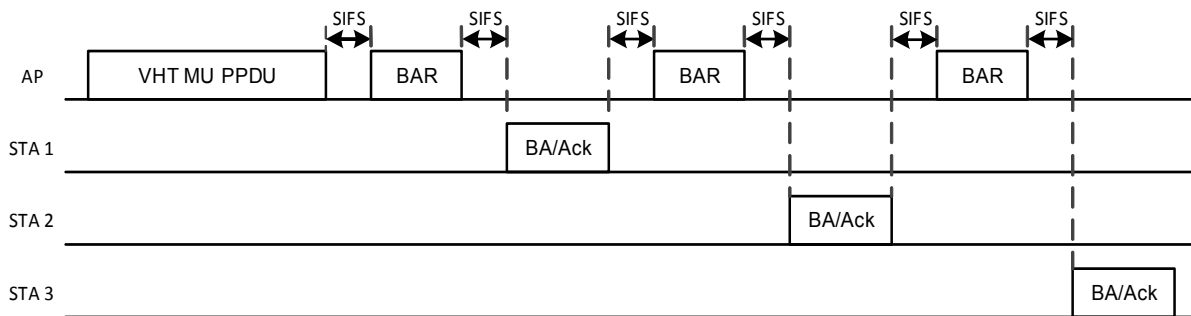 SIFS SIFS SIFS SIFS SIFS SIFS
AP VHT MU PPDU BAR BAR BAR
STA 1 BA/Ack
STA 2 BA/Ack
STA 3 BA/Ack